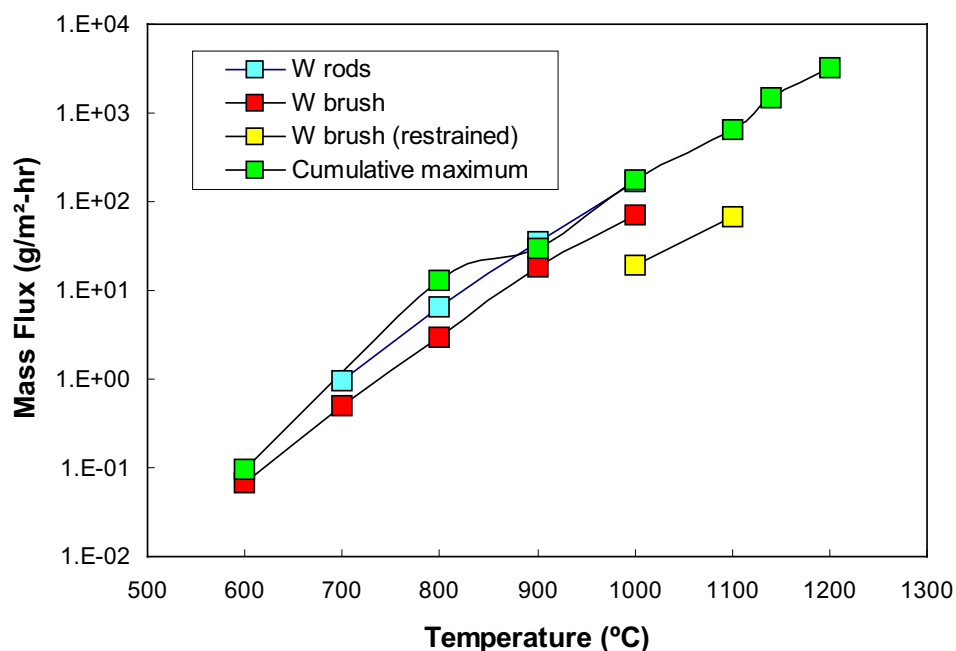 1.E+04
1.E+03
1.E+02
1.E+01
1.E+00
1.E-01
1.E-02
Mass Flux (g/m²-hr)
W rods
W brush
W brush (restrained)
Cumulative maximum
500 600 700 800 900 1000 1100 1200 1300
Temperature (ºC)